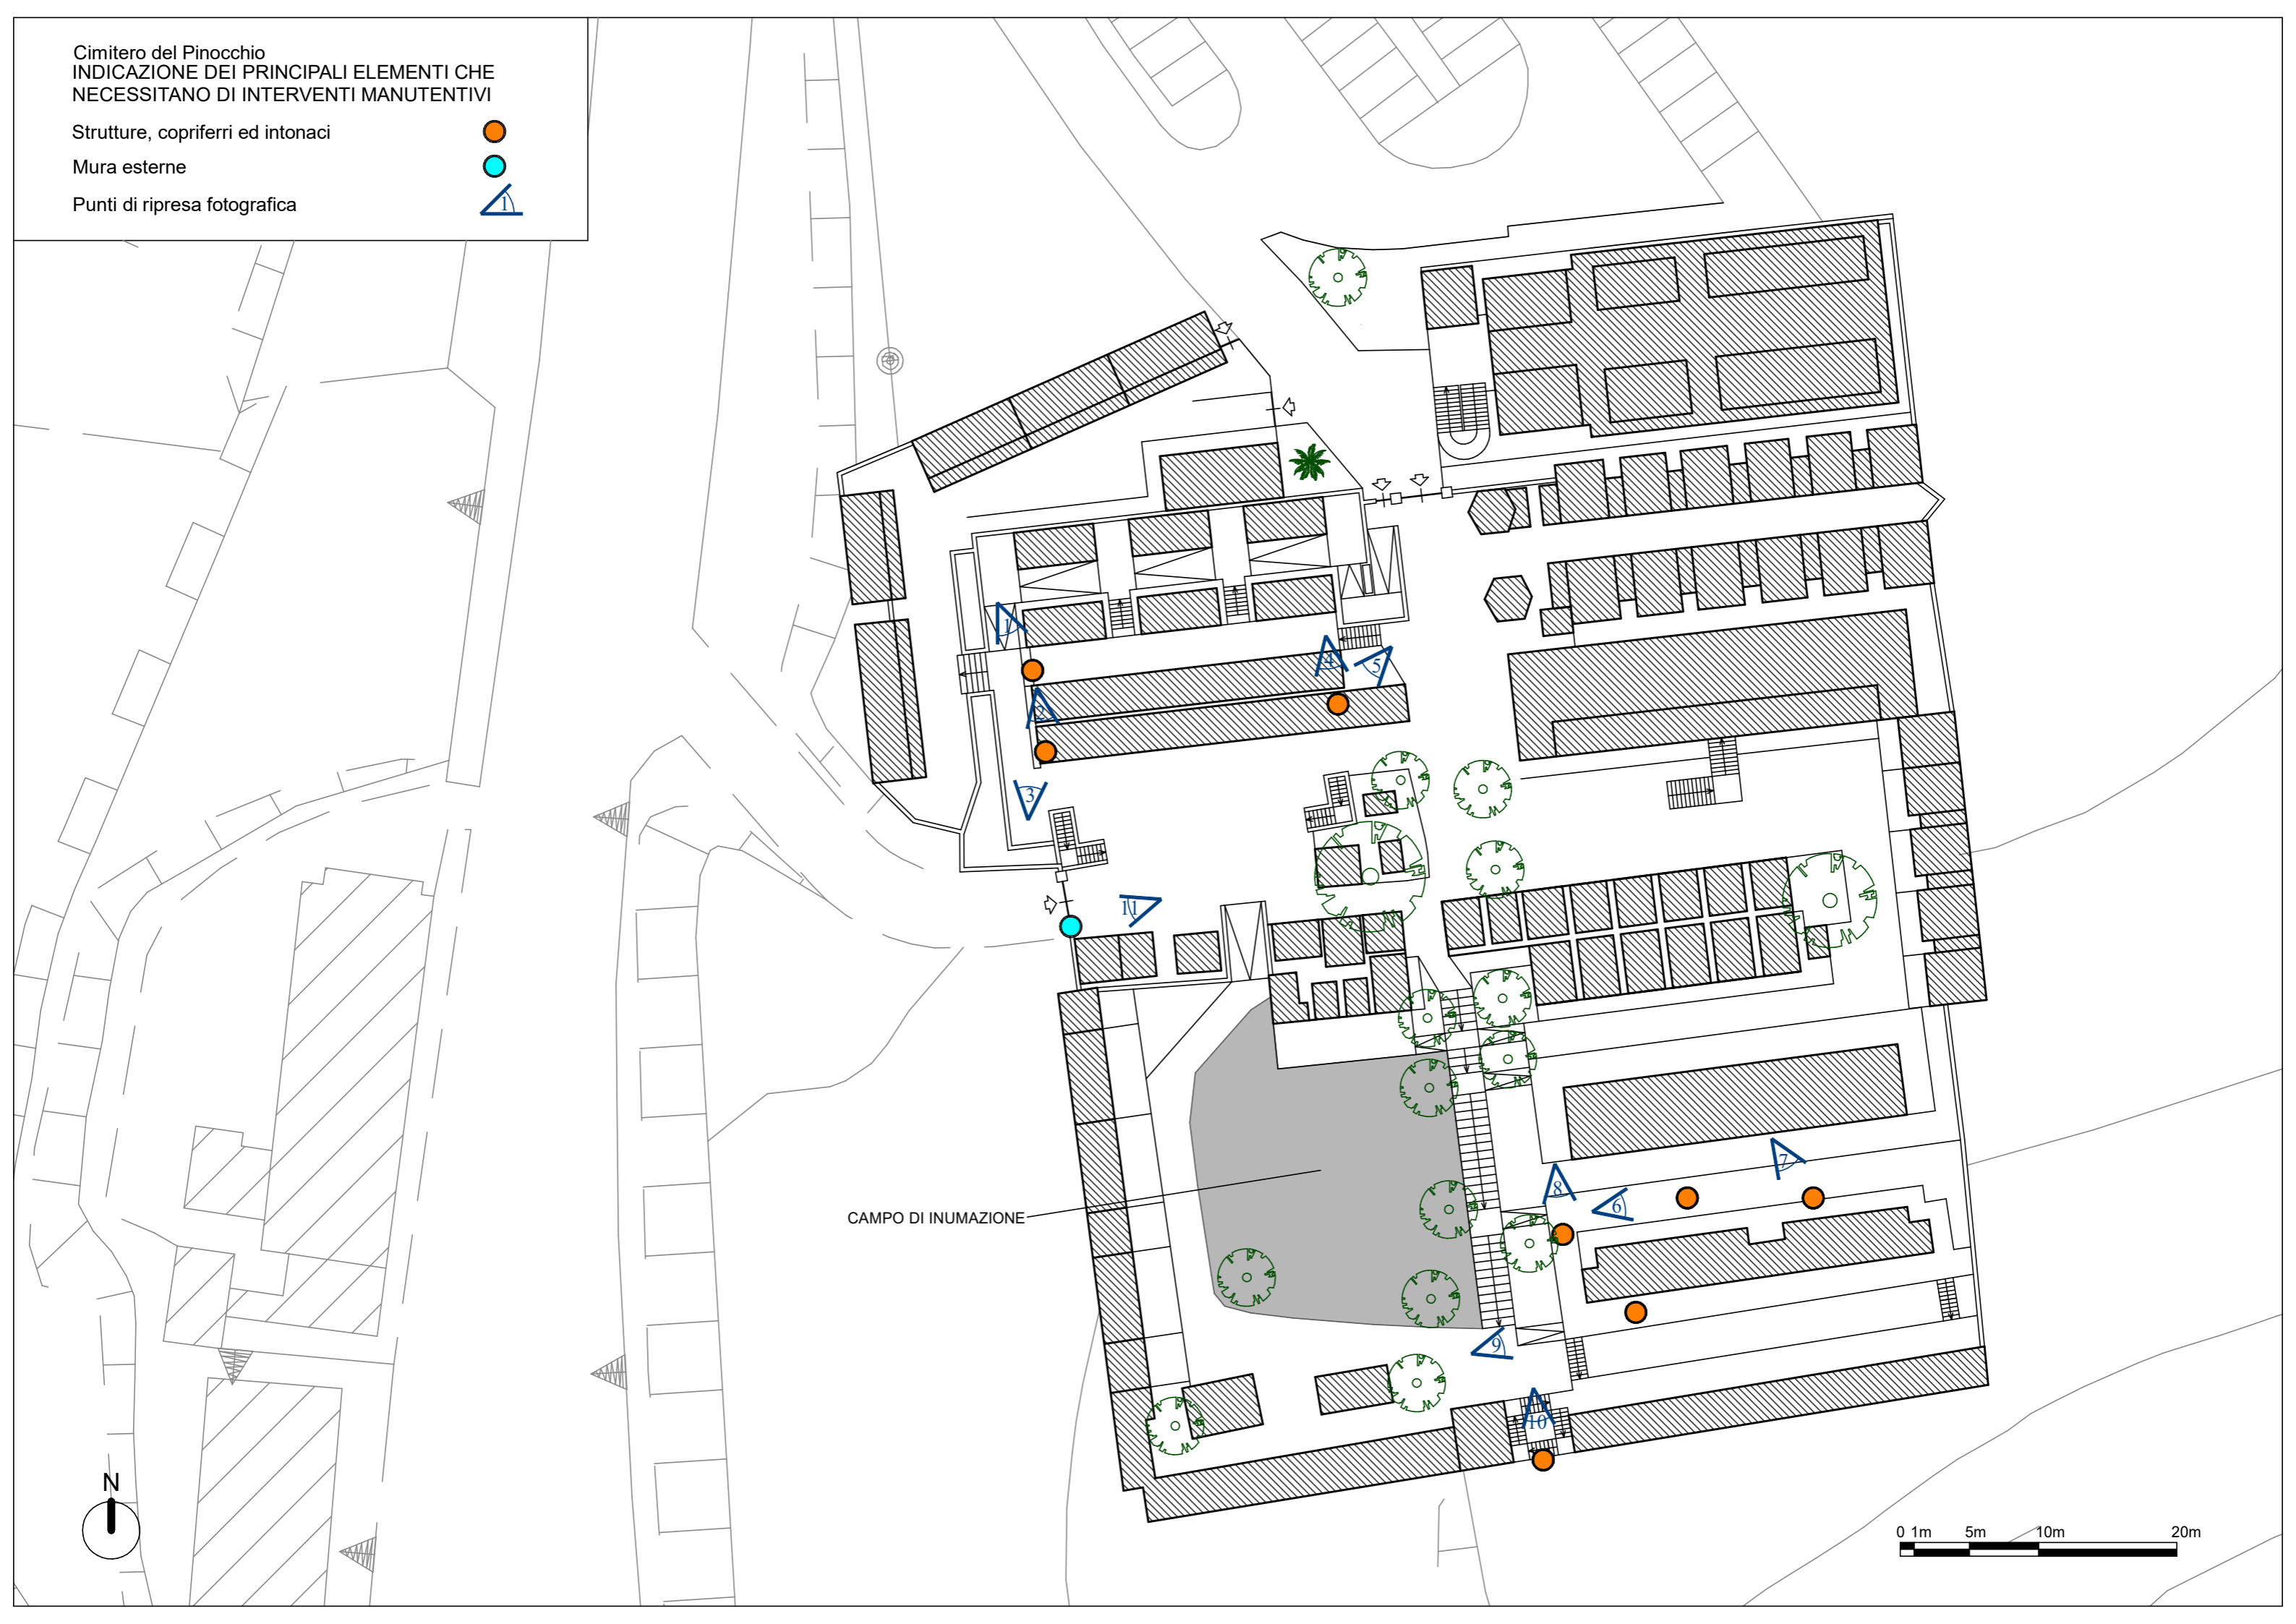 Cimitero del Pinocchio
INDICAZIONE DEI PRINCIPALI ELEMENTI CHE
NECESSITANO DI INTERVENTI MANUTENTIVI
Strutture, copriferri ed intonaci
Mura esterne
Punti di ripresa fotografica
1
1
4
5
2
3
11
7
8
6
CAMPO DI INUMAZIONE
9
10
N
0 1m 5m 10m 20m